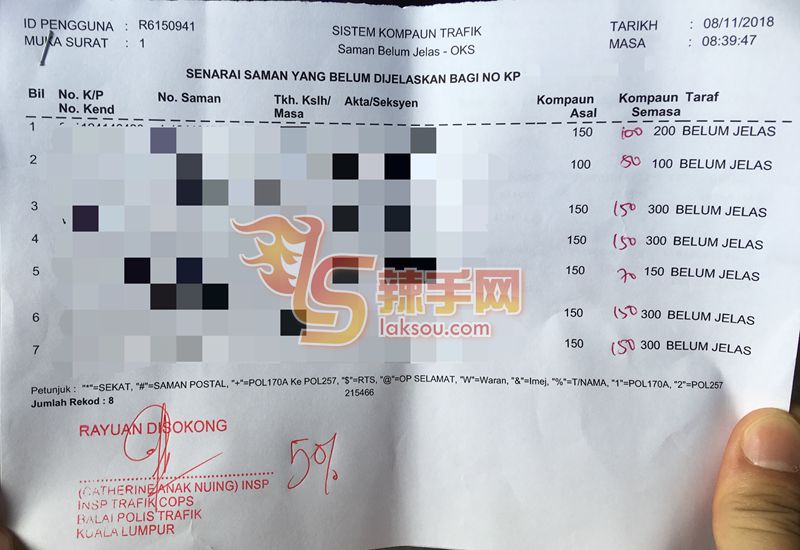 ID PENGGUNA : R6150941
MUKA SURAT : 1
SISTEM KOMPAUN TRAFIK
Saman Belum Jelas - OKS
TARIKH : 08/11/2018
MASA : 08:39:47
SENARAI SAMAN YANG BELUM DIJELASKAN BAGI NO KP
Bil No. K/P No. Saman Tkh. Kslh/ Akta/Seksyen Kompaun Kompaun Taraf
No. Kend Masa Asal Semasa
1 150 100 200 BELUM JELAS
2 100 50 100 BELUM JELAS
3 150 150 300 BELUM JELAS
4 150 150 300 BELUM JELAS
5 150 70 150 BELUM JELAS
6 150 150 300 BELUM JELAS
7 150 150 300 BELUM JELAS
LS 辣手网
laksou.com
Petunjuk : "*"=SEKAT, "#"=SAMAN POSTAL, "+"=POL170A Ke POL257, "$"=RTS, "@"=OP SELAMAT, "W"=Waran, "&"=Imej, "%"=T/NAMA, "1"=POL170A, "2"=POL257
215466
Jumlah Rekod : 8
RAYUAN DISOKONG
50%
(CATHERINE ANAK NUING) INSP
INSP TRAFIK COPS
BALAI POLIS TRAFIK
KUALA LUMPUR